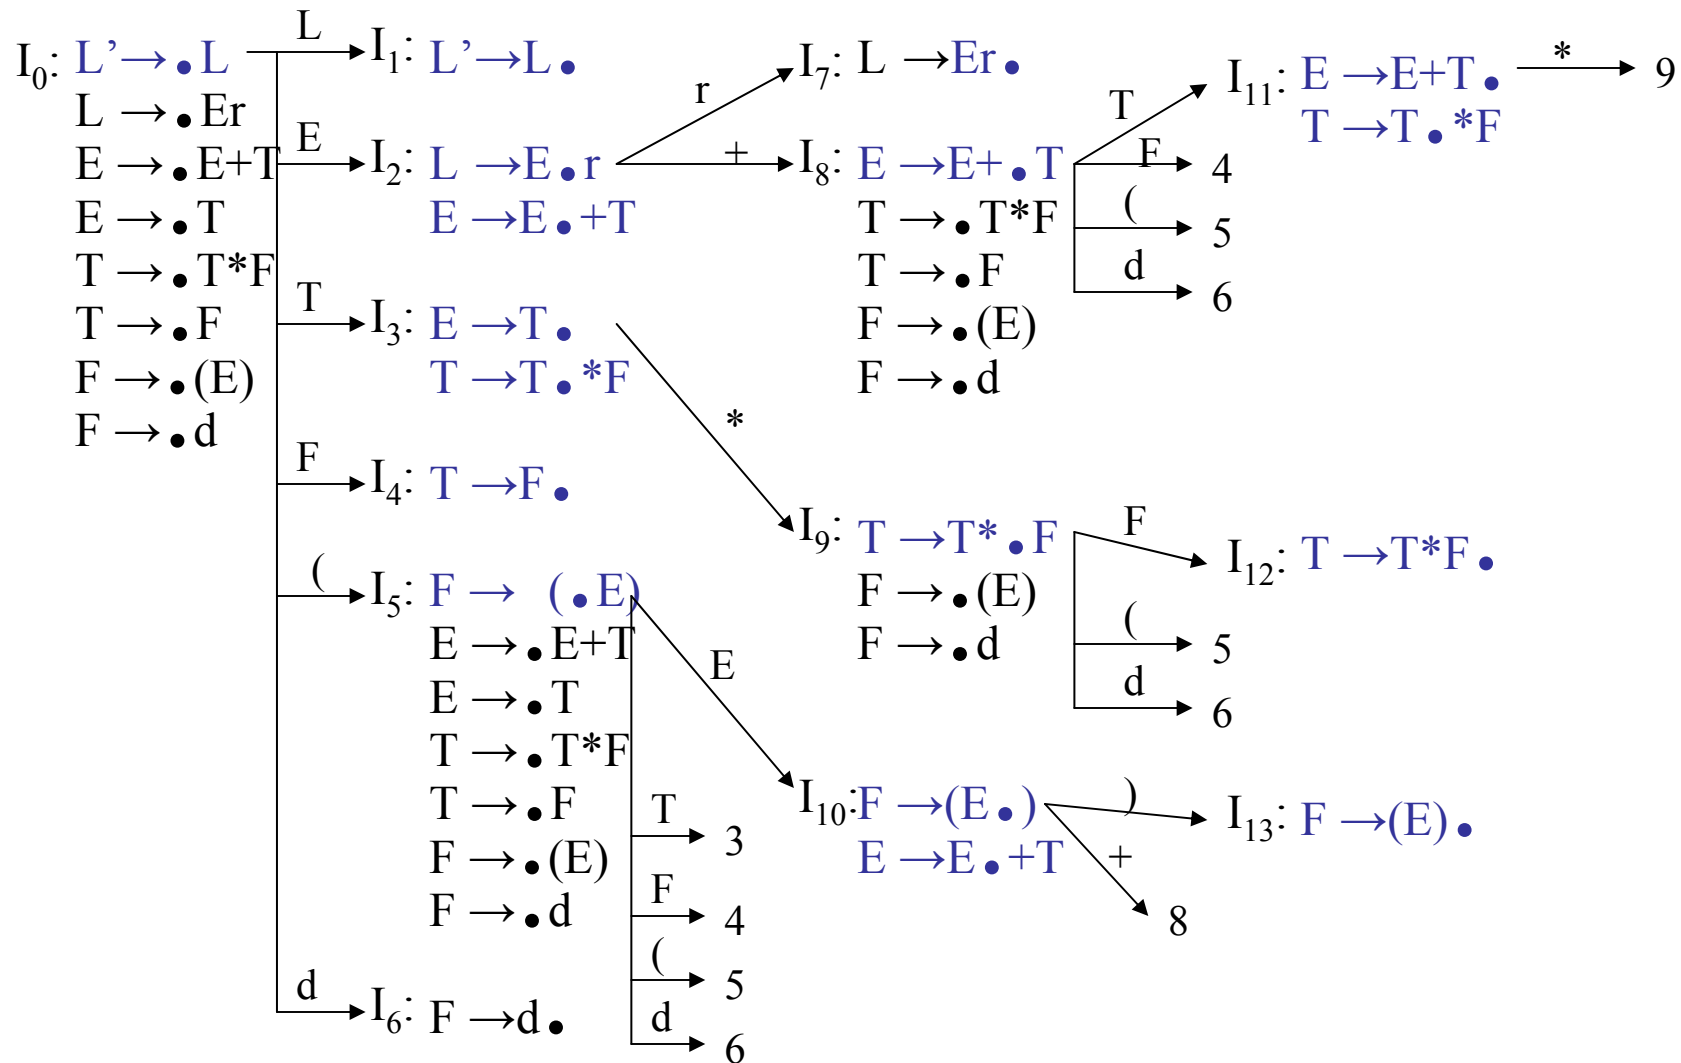 I₀: L’→•L
L→•Er
E→•E+T
E→•T
T→•T*F
T→•F
F→•(E)
F→•d
L
E
T
F
(
d
I₁: L’→L•
I₂: L→E•r
E→E•+T
I₃: E→T•
T→T•*F
I₄: T→F•
I₅: F→ (•E)
E→•E+T
E→•T
T→•T*F
T→•F
F→•(E)
F→•d
I₆: F→d•
r
+
*
E
T
3
F
4
(
5
d
6
I₇: L→Er•
I₈: E→E+•T
T→•T*F
T→•F
F→•(E)
F→•d
I₉: T→T*•F
F→•(E)
F→•d
I₁₀: F→(E•)
E→E•+T
T
F
4
(
5
d
6
F
(
5
d
6
)
+
8
I₁₁: E→E+T•
T→T•*F
*
9
I₁₂: T→T*F•
I₁₃: F→(E)•